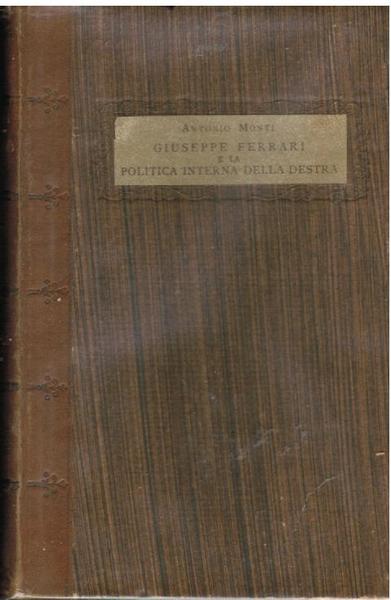 Antonio Monti
GIUSEPPE FERRARI
E LA
POLITICA INTERNA DELLA DESTRA